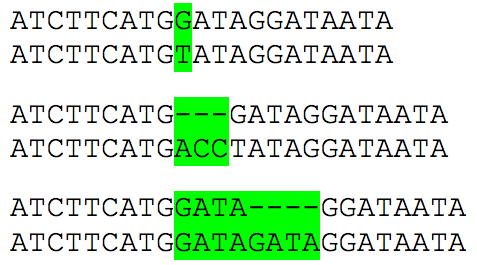 ATCTTCATGGATAGGATAATA
ATCTTCATGTATAGGATAATA
ATCTTCATG---GATAGGATAATA
ATCTTCATGACCTATAGGATAATA
ATCTTCATGGATA----GGATAATA
ATCTTCATGGATAGATAGGATAATA